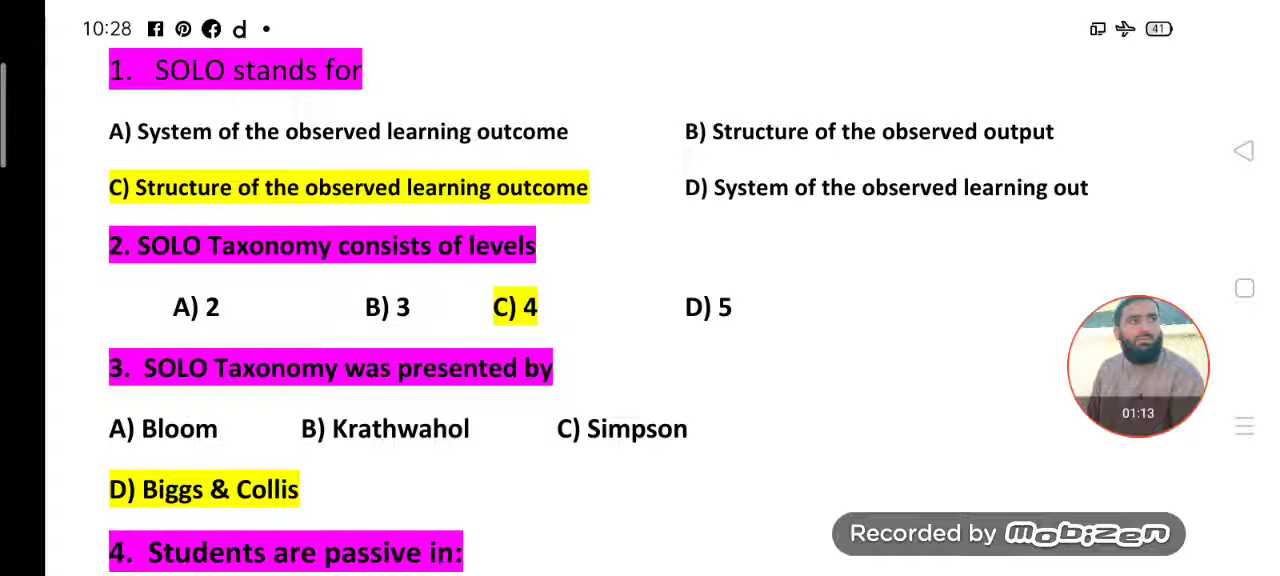 10:28 d 41
1. SOLO stands for
A) System of the observed learning outcome B) Structure of the observed output
C) Structure of the observed learning outcome D) System of the observed learning out
2. SOLO Taxonomy consists of levels
A) 2 B) 3 C) 4 D) 5
3. SOLO Taxonomy was presented by
A) Bloom B) Krathwahol C) Simpson
01:13
D) Biggs & Collis
Recorded by mobizen
4. Students are passive in: